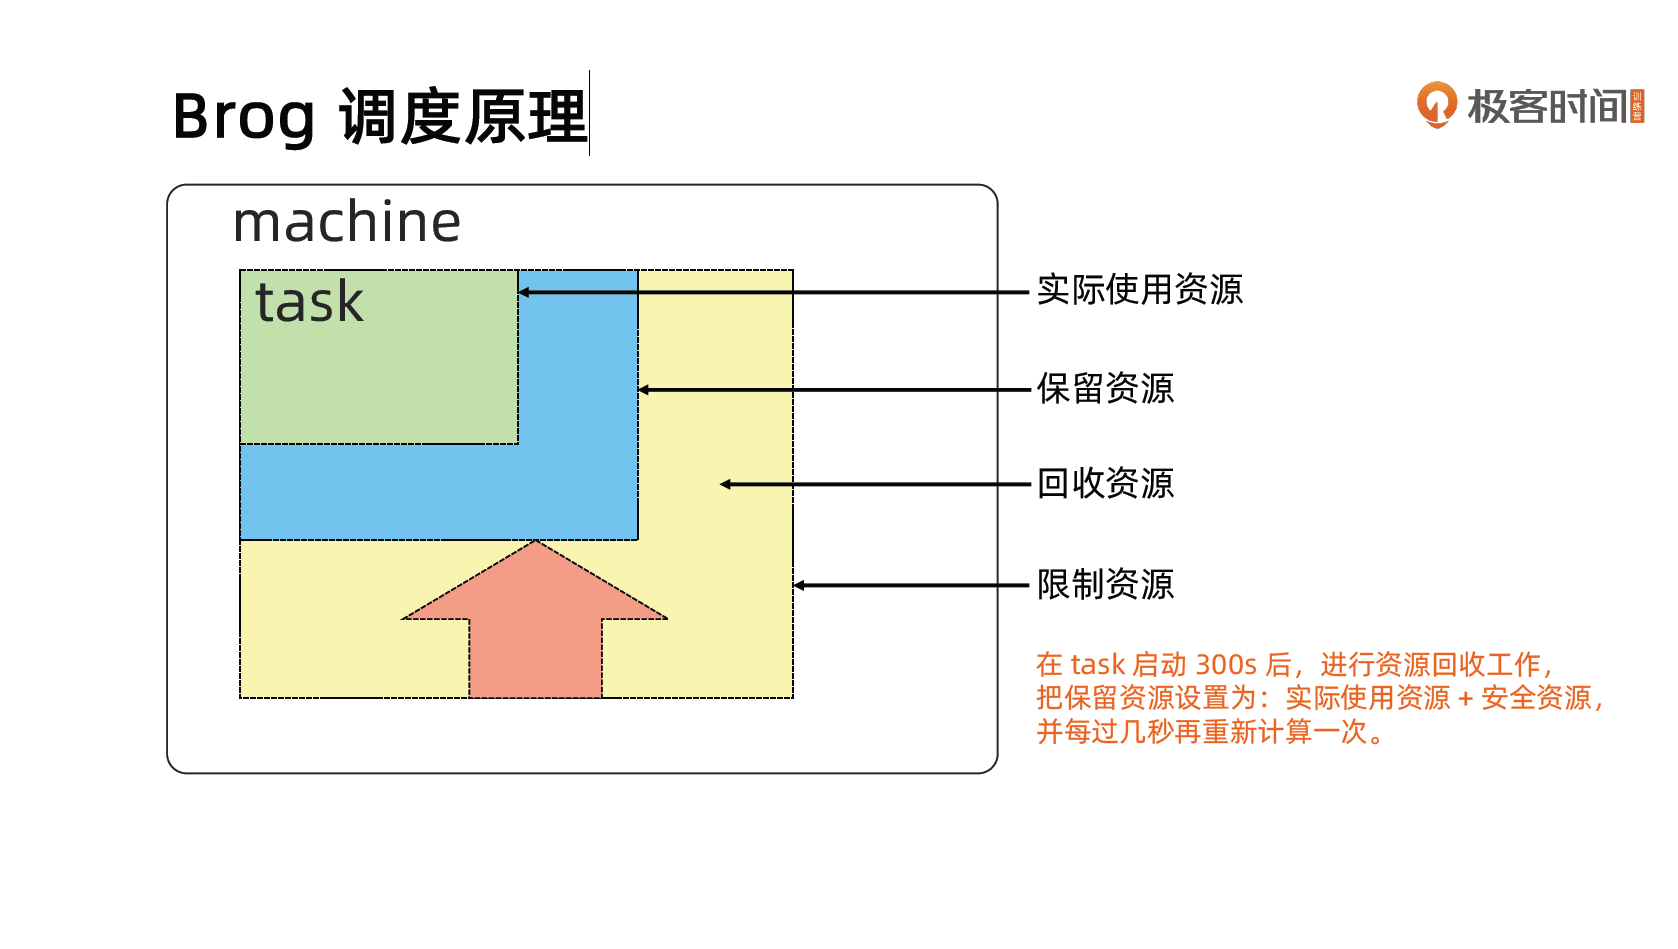 Brog 调度原理
极客时间
训练营
machine
task
实际使用资源
保留资源
回收资源
限制资源
在 task 启动 300s 后，进行资源回收工作，
把保留资源设置为：实际使用资源 + 安全资源，
并每过几秒再重新计算一次。